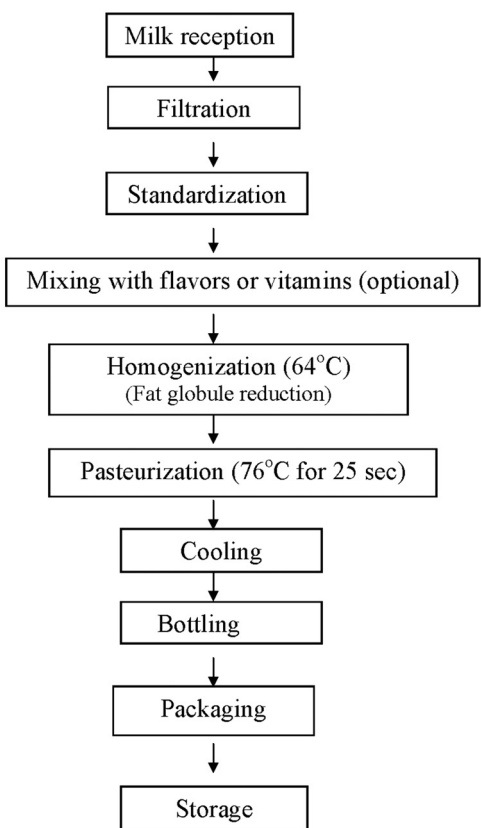 Milk reception
Filtration
Standardization
Mixing with flavors or vitamins (optional)
Homogenization (64°C)
(Fat globule reduction)
Pasteurization (76°C for 25 sec)
Cooling
Bottling
Packaging
Storage